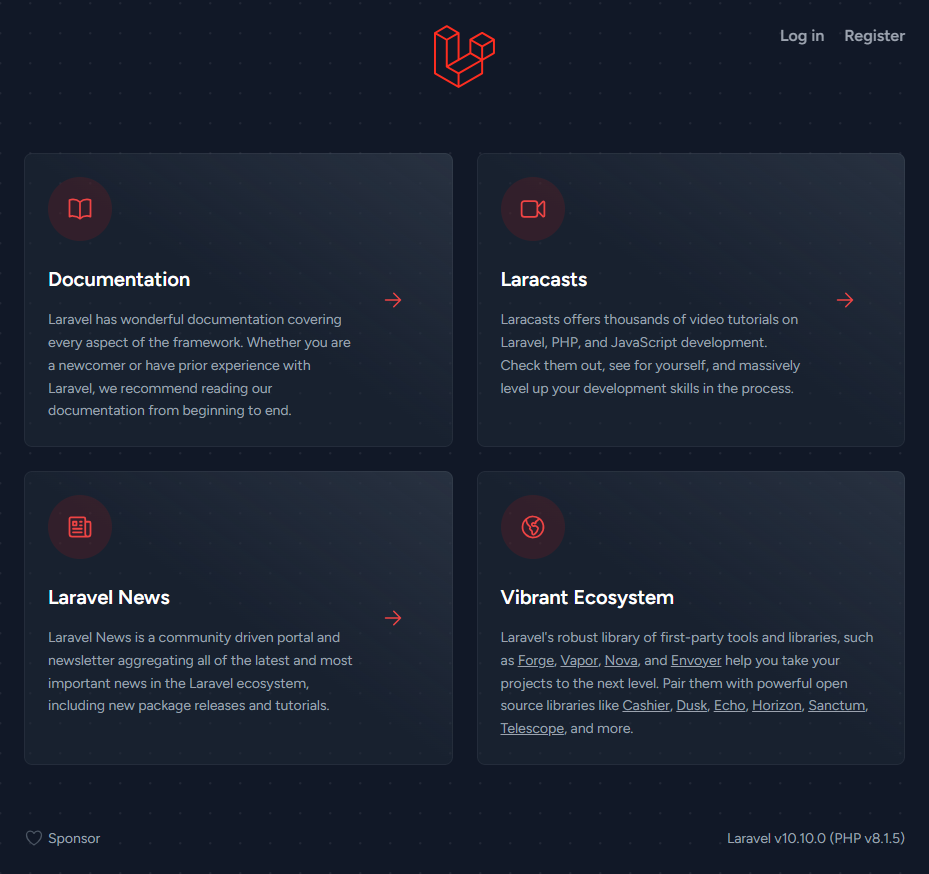 Log in Register
Documentation
Laravel has wonderful documentation covering
every aspect of the framework. Whether you are
a newcomer or have prior experience with
Laravel, we recommend reading our
documentation from beginning to end.
Laracasts
Laracasts offers thousands of video tutorials on
Laravel, PHP, and JavaScript development.
Check them out, see for yourself, and massively
level up your development skills in the process.
Laravel News
Laravel News is a community driven portal and
newsletter aggregating all of the latest and most
important news in the Laravel ecosystem,
including new package releases and tutorials.
Vibrant Ecosystem
Laravel's robust library of first-party tools and libraries, such
as Forge, Vapor, Nova, and Envoyer help you take your
projects to the next level. Pair them with powerful open
source libraries like Cashier, Dusk, Echo, Horizon, Sanctum,
Telescope, and more.
Sponsor
Laravel v10.10.0 (PHP v8.1.5)